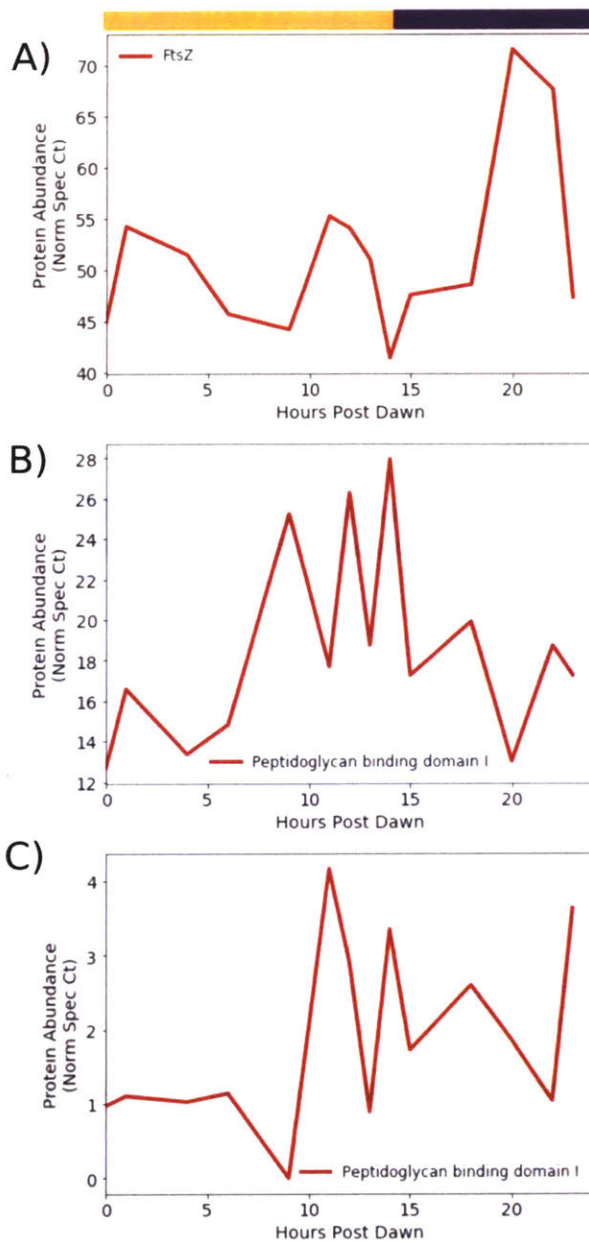 A)
FtsZ
70
65
60
55
50
45
40
Protein Abundance
(Norm Spec Ct)
0 5 10 15 20
Hours Post Dawn
B)
28
26
24
22
20
18
16
14
12
Protein Abundance
(Norm Spec Ct)
Peptidoglycan binding domain I
0 5 10 15 20
Hours Post Dawn
C)
4
3
2
1
0
Protein Abundance
(Norm Spec Ct)
Peptidoglycan binding domain I
0 5 10 15 20
Hours Post Dawn